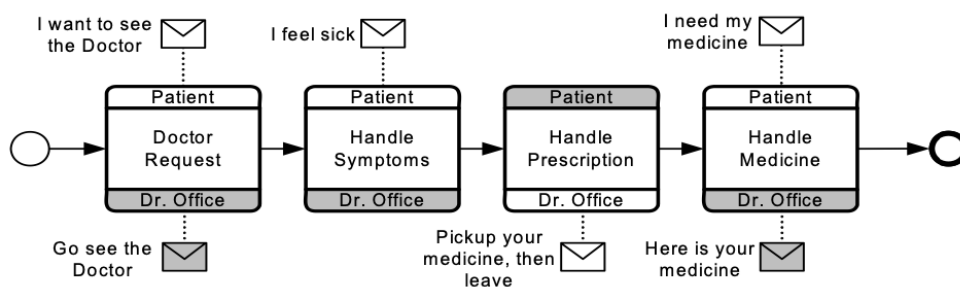 I want to see
the Doctor
I feel sick
I need my
medicine
Patient
Doctor
Request
Dr. Office
Patient
Handle
Symptoms
Dr. Office
Patient
Handle
Prescription
Dr. Office
Patient
Handle
Medicine
Dr. Office
Go see the
Doctor
Pickup your
medicine, then
leave
Here is your
medicine